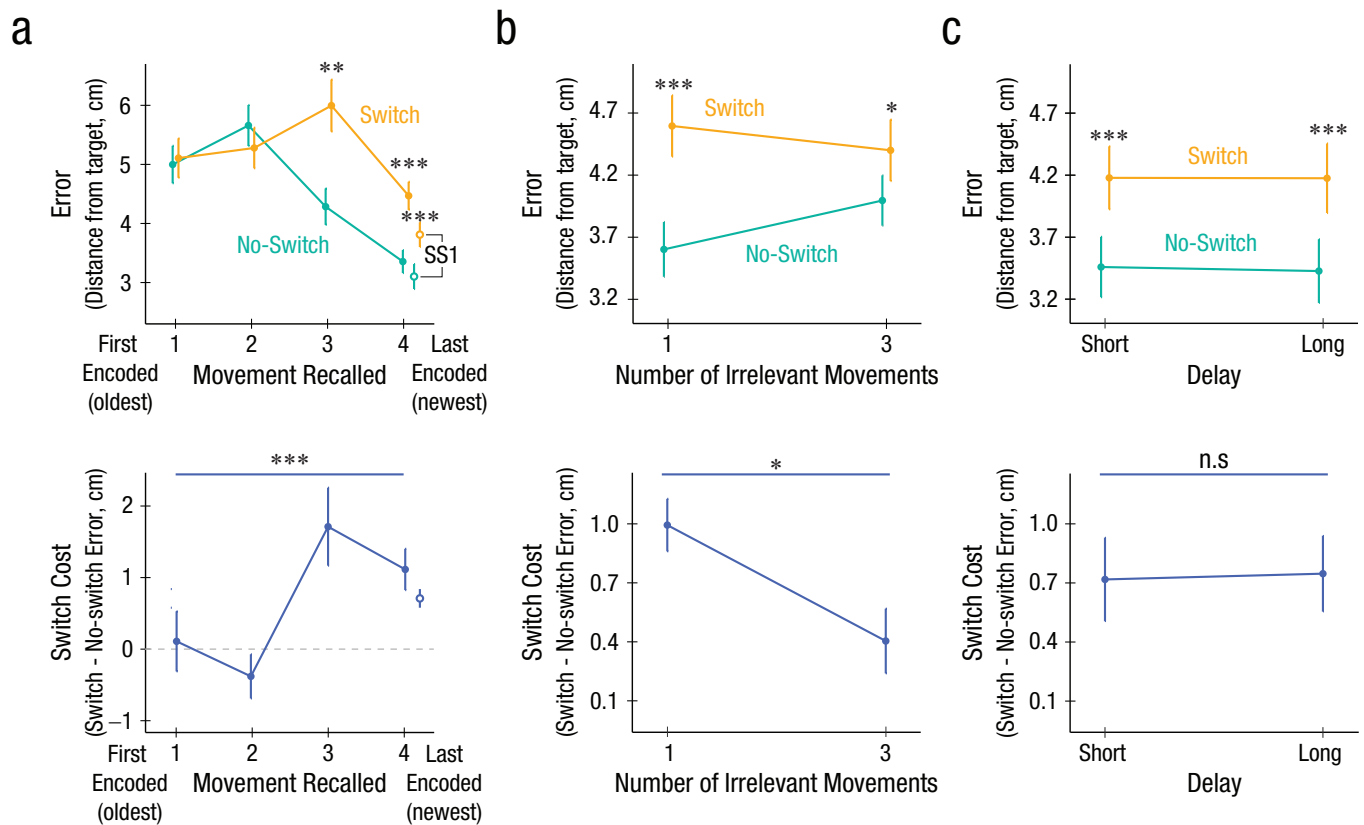 a
Error
(Distance from target, cm)
6
5
4
3
**
Switch
***
***
No-Switch
SS1
1
2
3
4
First
Encoded
(oldest)
Movement Recalled
Last
Encoded
(newest)
b
Error
(Distance from target, cm)
4.7
4.2
3.7
3.2
***
Switch
*
No-Switch
1
3
Number of Irrelevant Movements
c
Error
(Distance from target, cm)
4.7
4.2
3.7
3.2
***
***
Switch
No-Switch
Short
Long
Delay
Switch Cost
(Switch - No-switch Error, cm)
2
1
0
–1
***
1
2
3
4
First
Encoded
(oldest)
Movement Recalled
Last
Encoded
(newest)
Switch Cost
(Switch - No-switch Error, cm)
1.0
0.7
0.4
0.1
*
1
3
Number of Irrelevant Movements
Switch Cost
(Switch - No-switch Error, cm)
1.0
0.7
0.4
0.1
n.s
Short
Long
Delay